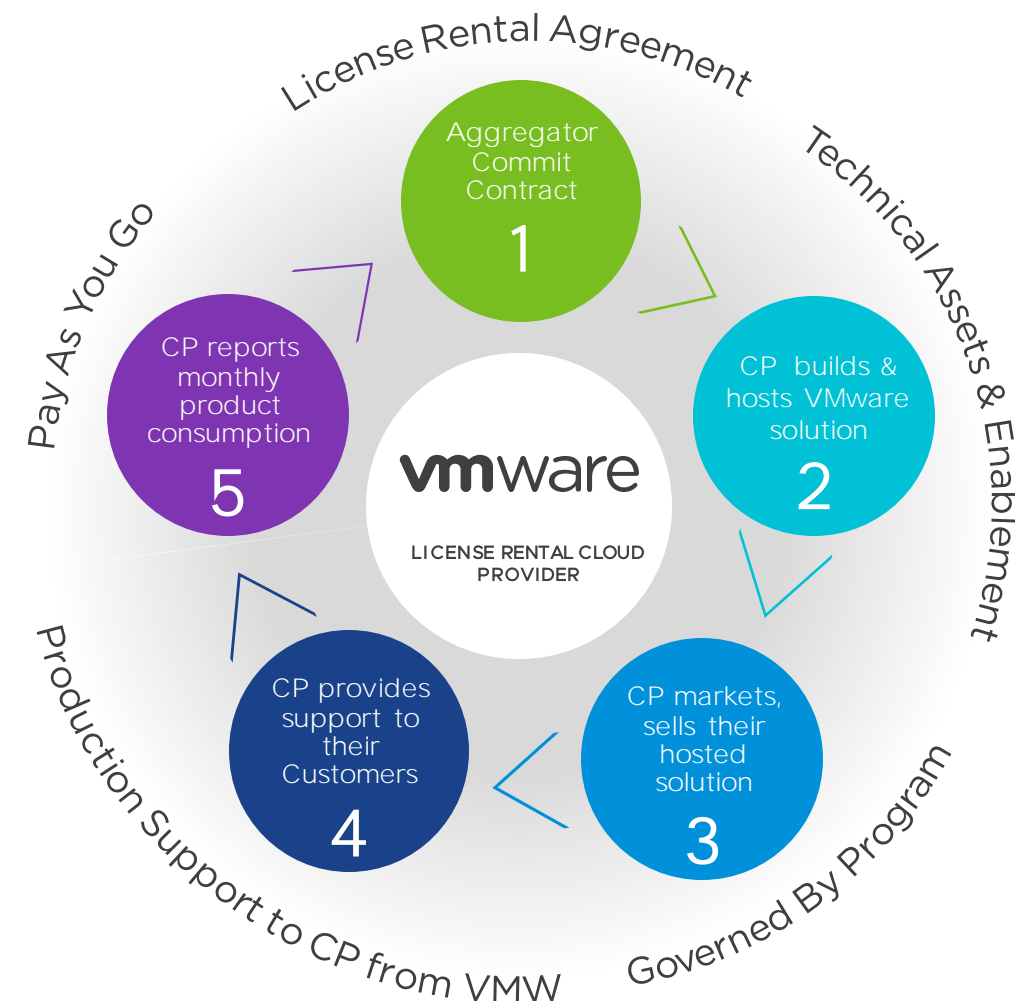 License Rental Agreement
Aggregator
Commit
Contract
1
Technical Assets & Enablement
CP builds &
hosts VMware
solution
2
Governed By Program
CP markets,
sells their
hosted
solution
3
Production Support to CP from VMW
CP provides
support to
their
Customers
4
Pay As You Go
CP reports
monthly
product
consumption
5
vmware
LICENSE RENTAL CLOUD
PROVIDER